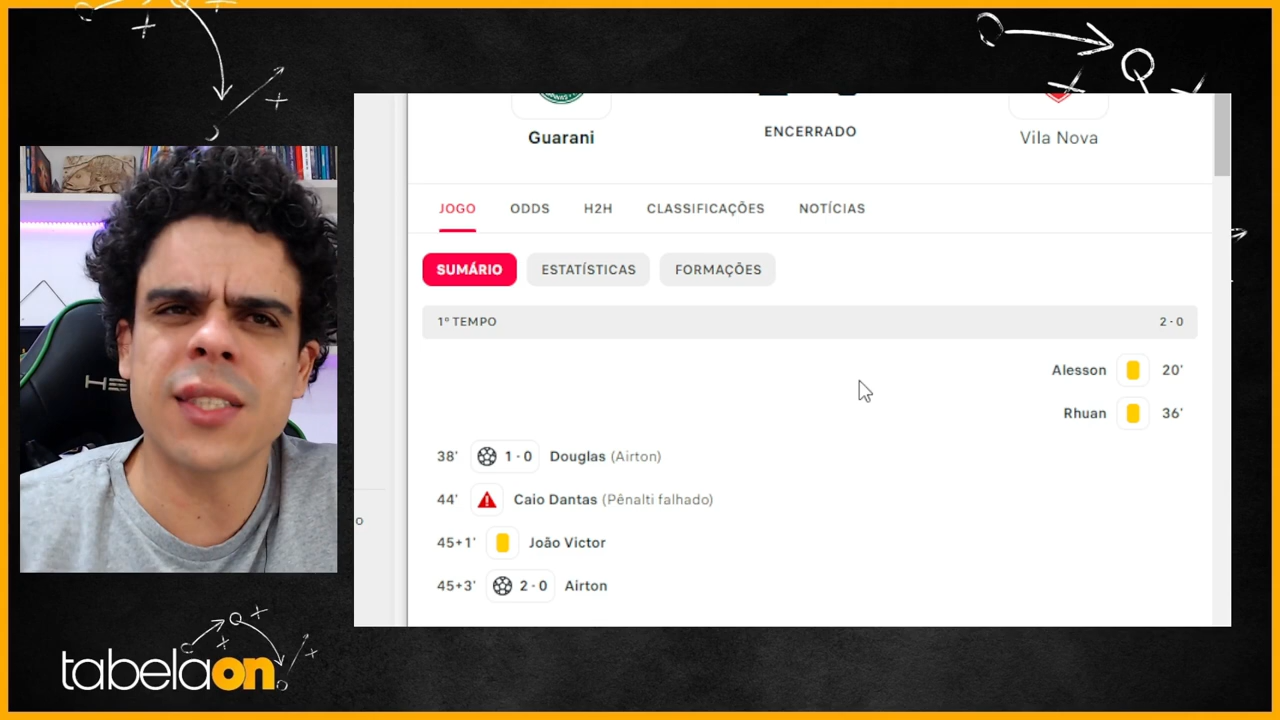 Guarani
ENCERRADO
Vila Nova
JOGO
ODDS
H2H
CLASSIFICAÇÕES
NOTÍCIAS
SUMÁRIO
ESTATÍSTICAS
FORMAÇÕES
1º TEMPO
2 - 0
Alesson 20'
Rhuan 36'
38' 1 - 0 Douglas (Airton)
44' Caio Dantas (Pênalti falhado)
45+1' João Victor
45+3' 2 - 0 Airton
o
tabelaon